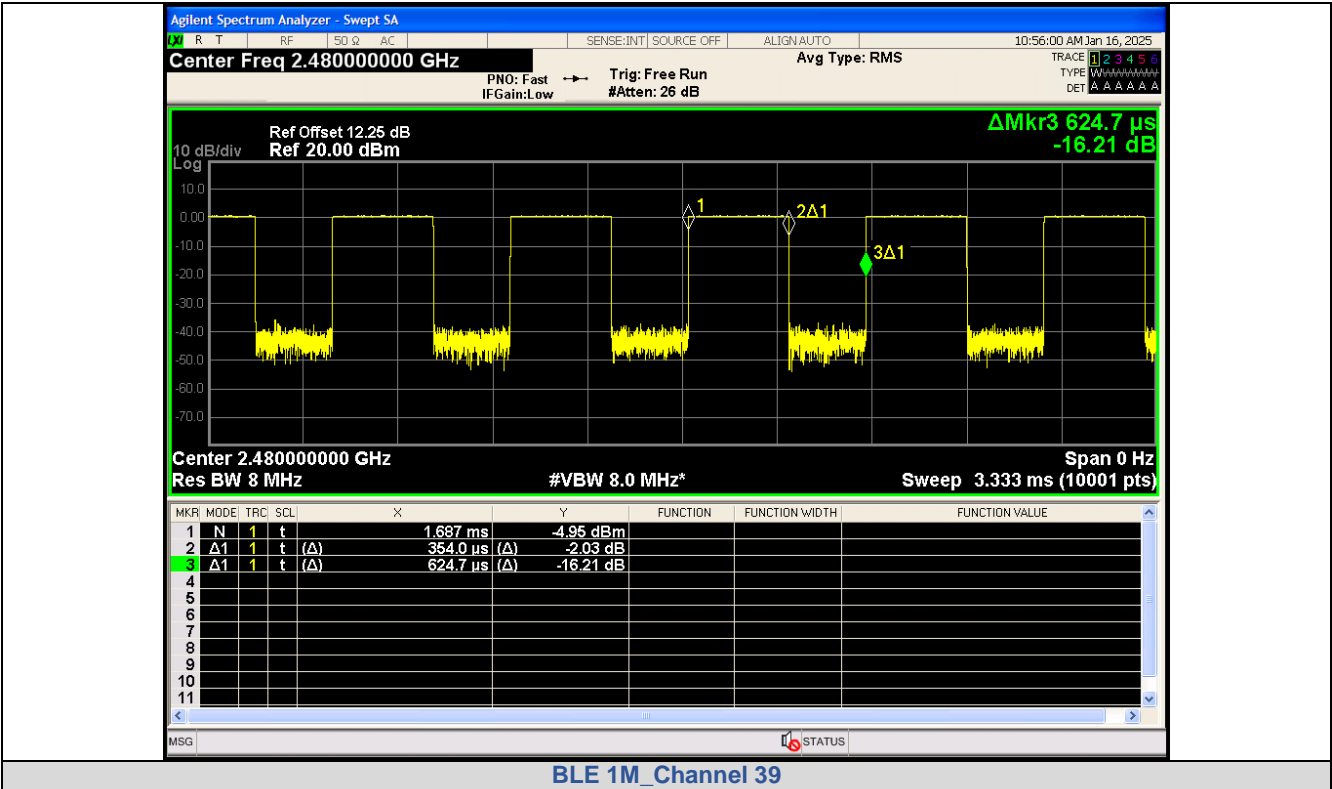 Agilent Spectrum Analyzer - Swept SA
LXI R T RF 50 Ω AC SENSE:INT SOURCE OFF ALIGN AUTO 10:56:00 AM Jan 16, 2025
Center Freq 2.480000000 GHz Avg Type: RMS TRACE 1 2 3 4 5 6
PNO: Fast Trig: Free Run TYPE WWWWWW
IFGain:Low #Atten: 26 dB DET A A A A A A
ΔMkr3 624.7 µs
Ref Offset 12.25 dB
10 dB/div Ref 20.00 dBm -16.21 dB
Log
10.0
1
0.00 2Δ1
-10.0
3Δ1
-20.0
-30.0
-40.0
-50.0
-60.0
-70.0
Center 2.480000000 GHz Span 0 Hz
Res BW 8 MHz #VBW 8.0 MHz* Sweep 3.333 ms (10001 pts)
MKR MODE TRC SCL X Y FUNCTION FUNCTION WIDTH FUNCTION VALUE
1 N 1 t 1.687 ms -4.95 dBm
2 Δ1 1 t (Δ) 354.0 µs (Δ) -2.03 dB
3 Δ1 1 t (Δ) 624.7 µs (Δ) -16.21 dB
4
5
6
7
8
9
10
11
MSG STATUS
BLE 1M_Channel 39